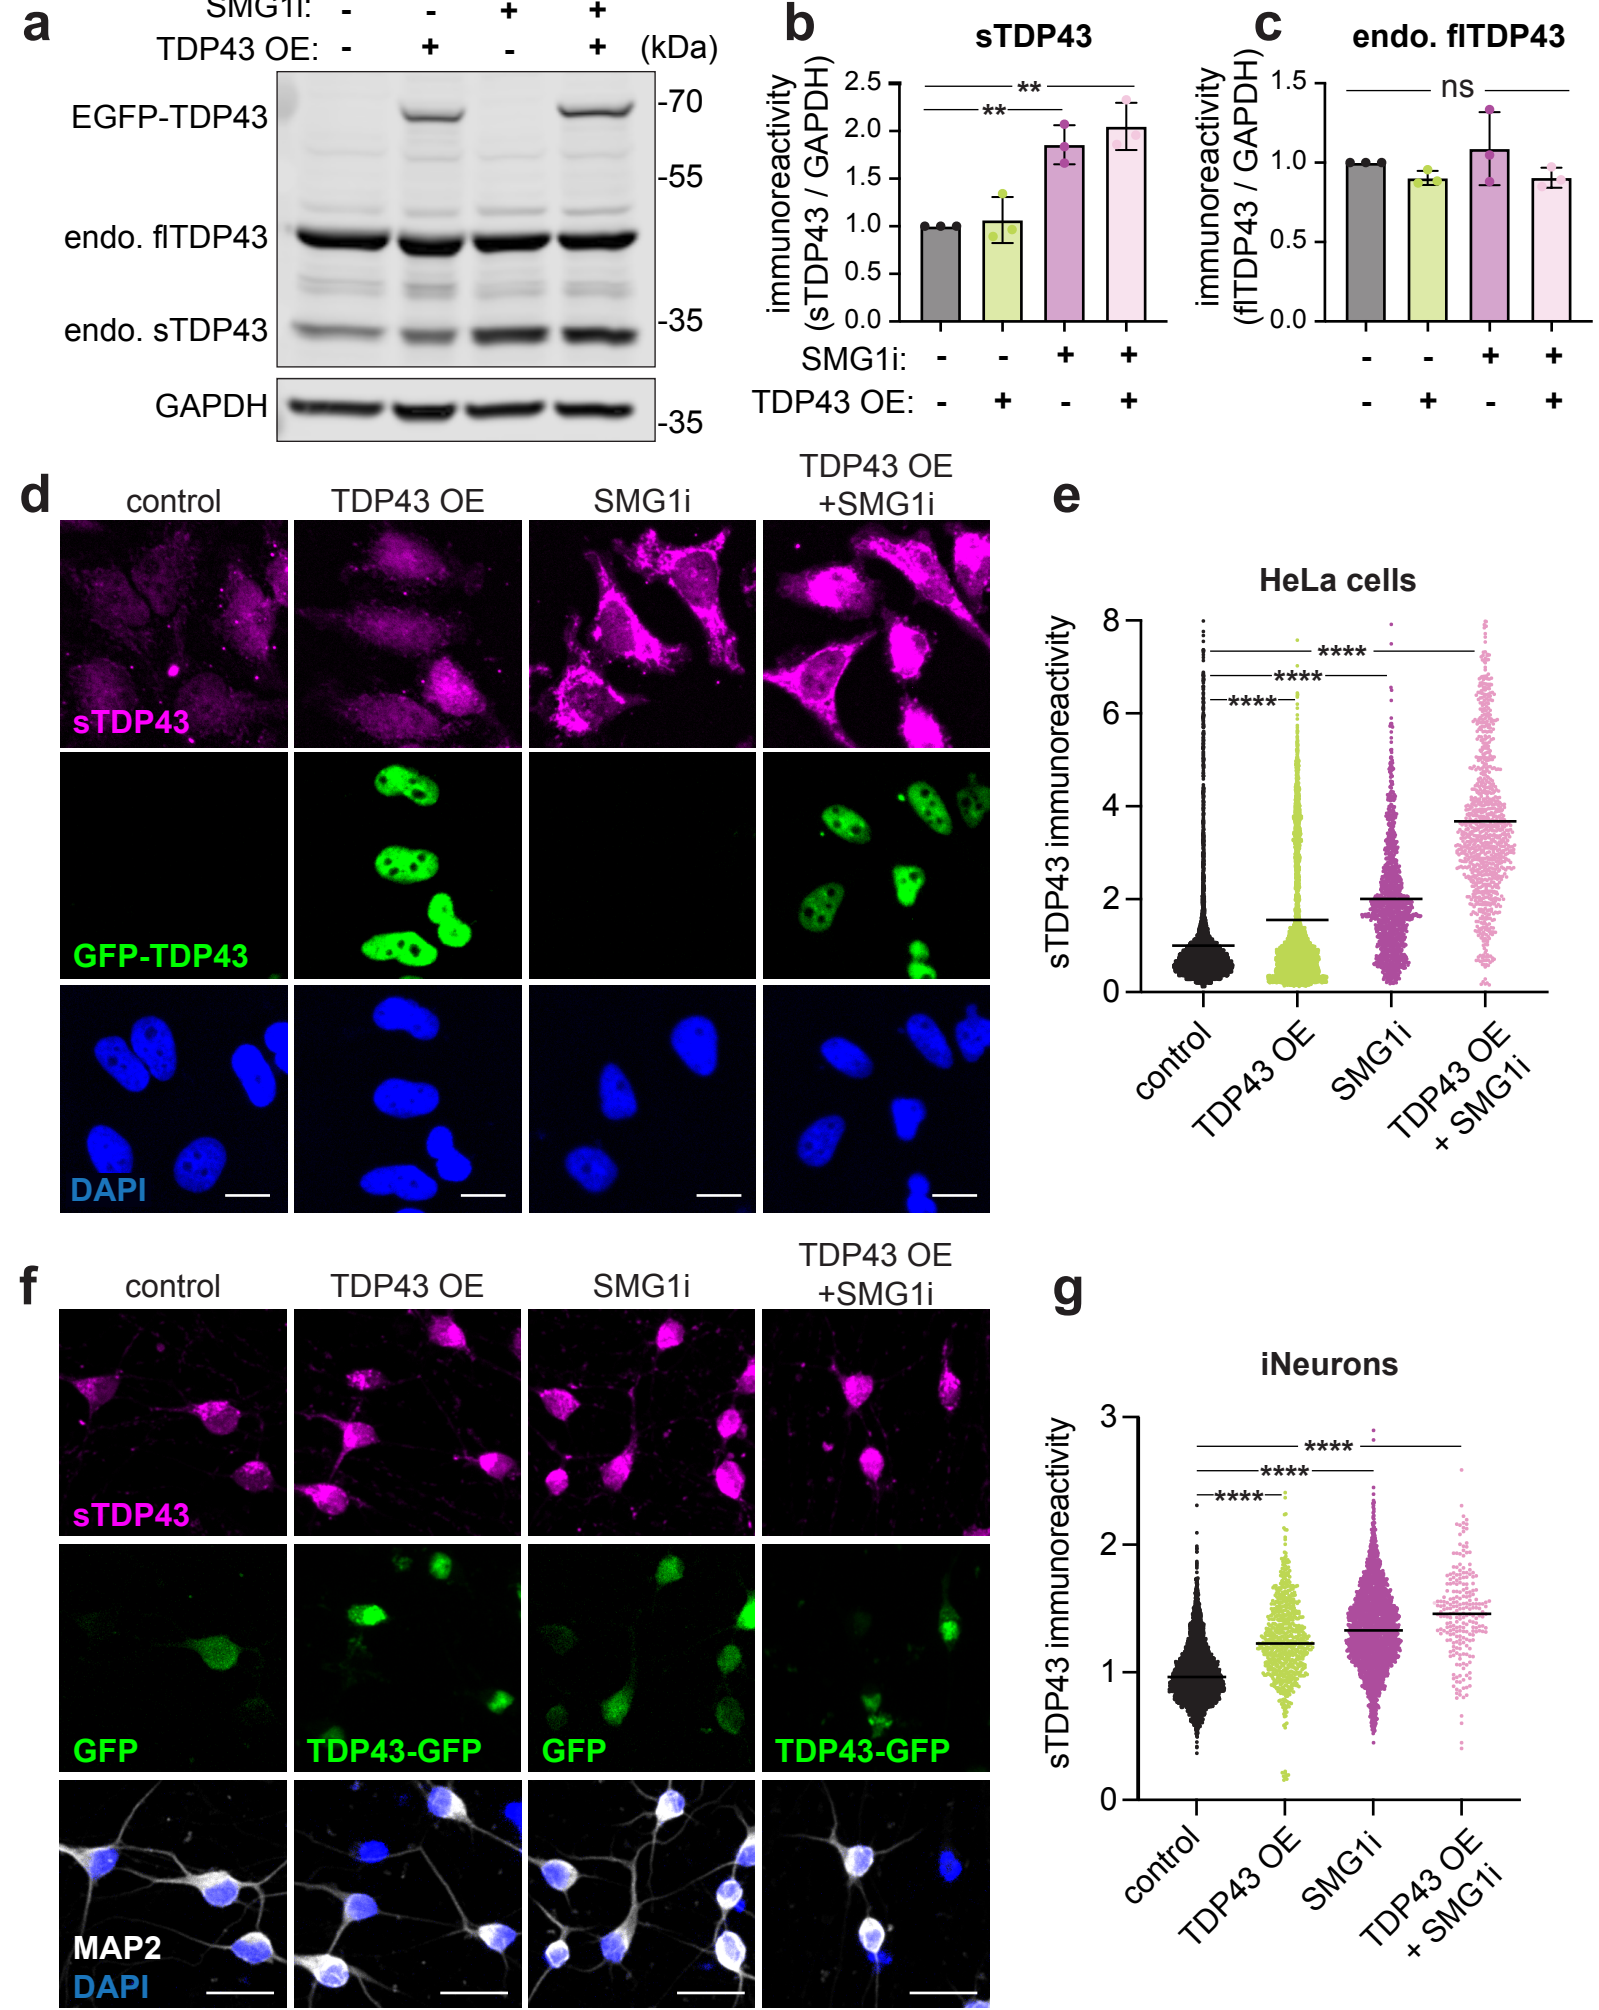 a
SMG1i: - - + +
TDP43 OE: - + - + (kDa)
EGFP-TDP43
-70
-55
endo. flTDP43
endo. sTDP43
-35
GAPDH
-35
b
sTDP43
immunoreactivity
(sTDP43 / GAPDH)
2.5
2.0
1.5
1.0
0.5
0.0
**
**
SMG1i: - - + +
TDP43 OE: - + - +
c
endo. flTDP43
immunoreactivity
(flTDP43 / GAPDH)
1.5
1.0
0.5
0.0
ns
- - + +
- + - +
d
control
TDP43 OE
SMG1i
TDP43 OE
+SMG1i
sTDP43
GFP-TDP43
DAPI
e
HeLa cells
sTDP43 immunoreactivity
8
6
4
2
0
****
****
****
control
TDP43 OE
SMG1i
TDP43 OE
+ SMG1i
f
control
TDP43 OE
SMG1i
TDP43 OE
+SMG1i
sTDP43
GFP
TDP43-GFP
GFP
TDP43-GFP
MAP2
DAPI
g
iNeurons
sTDP43 immunoreactivity
3
2
1
0
****
****
****
control
TDP43 OE
SMG1i
TDP43 OE
+ SMG1i